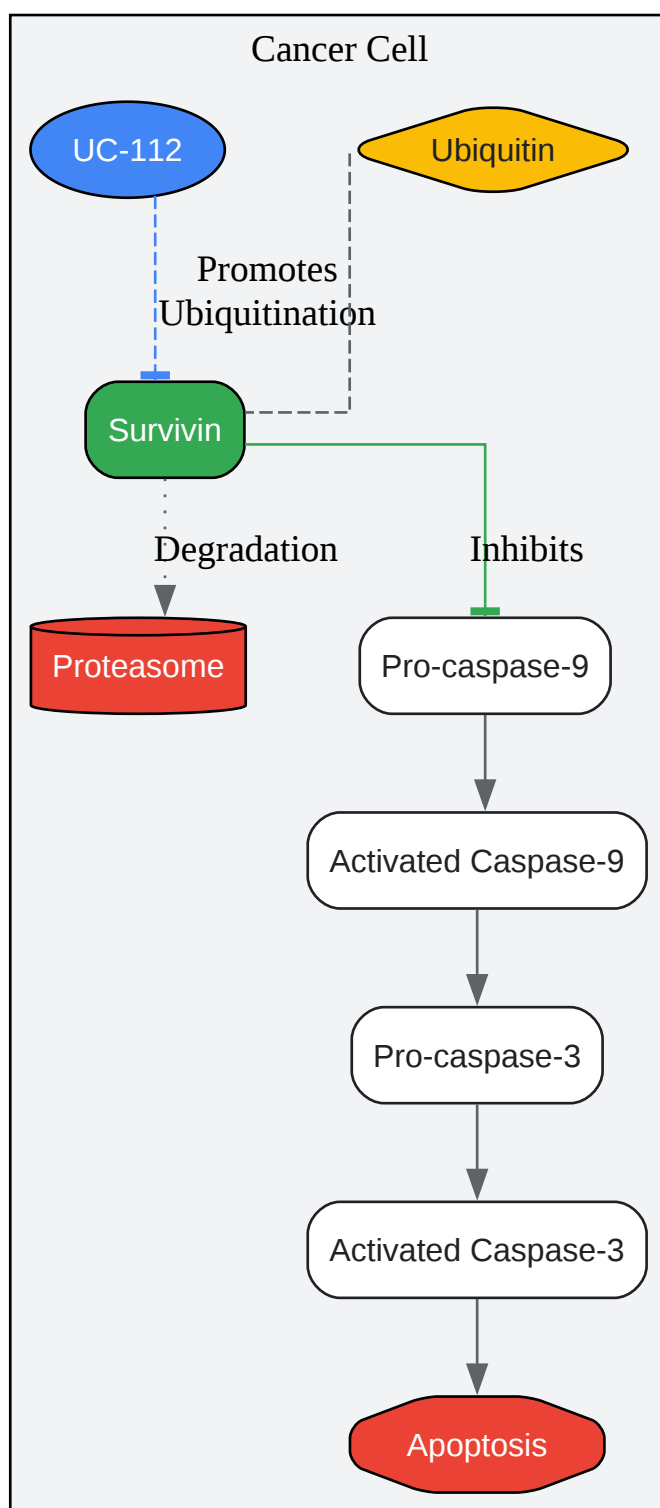 Cancer Cell
UC-112
Ubiquitin
Promotes
Ubiquitination
Survivin
Degradation
Inhibits
Proteasome
Pro-caspase-9
Activated Caspase-9
Pro-caspase-3
Activated Caspase-3
Apoptosis